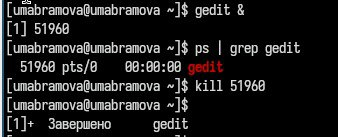 [umabramova@umabramova ~]$ gedit &
[1] 51960
[umabramova@umabramova ~]$ ps | grep gedit
  51960 pts/0    00:00:00 gedit
[umabramova@umabramova ~]$ kill 51960
[umabramova@umabramova ~]$
[1]+  Завершено      gedit